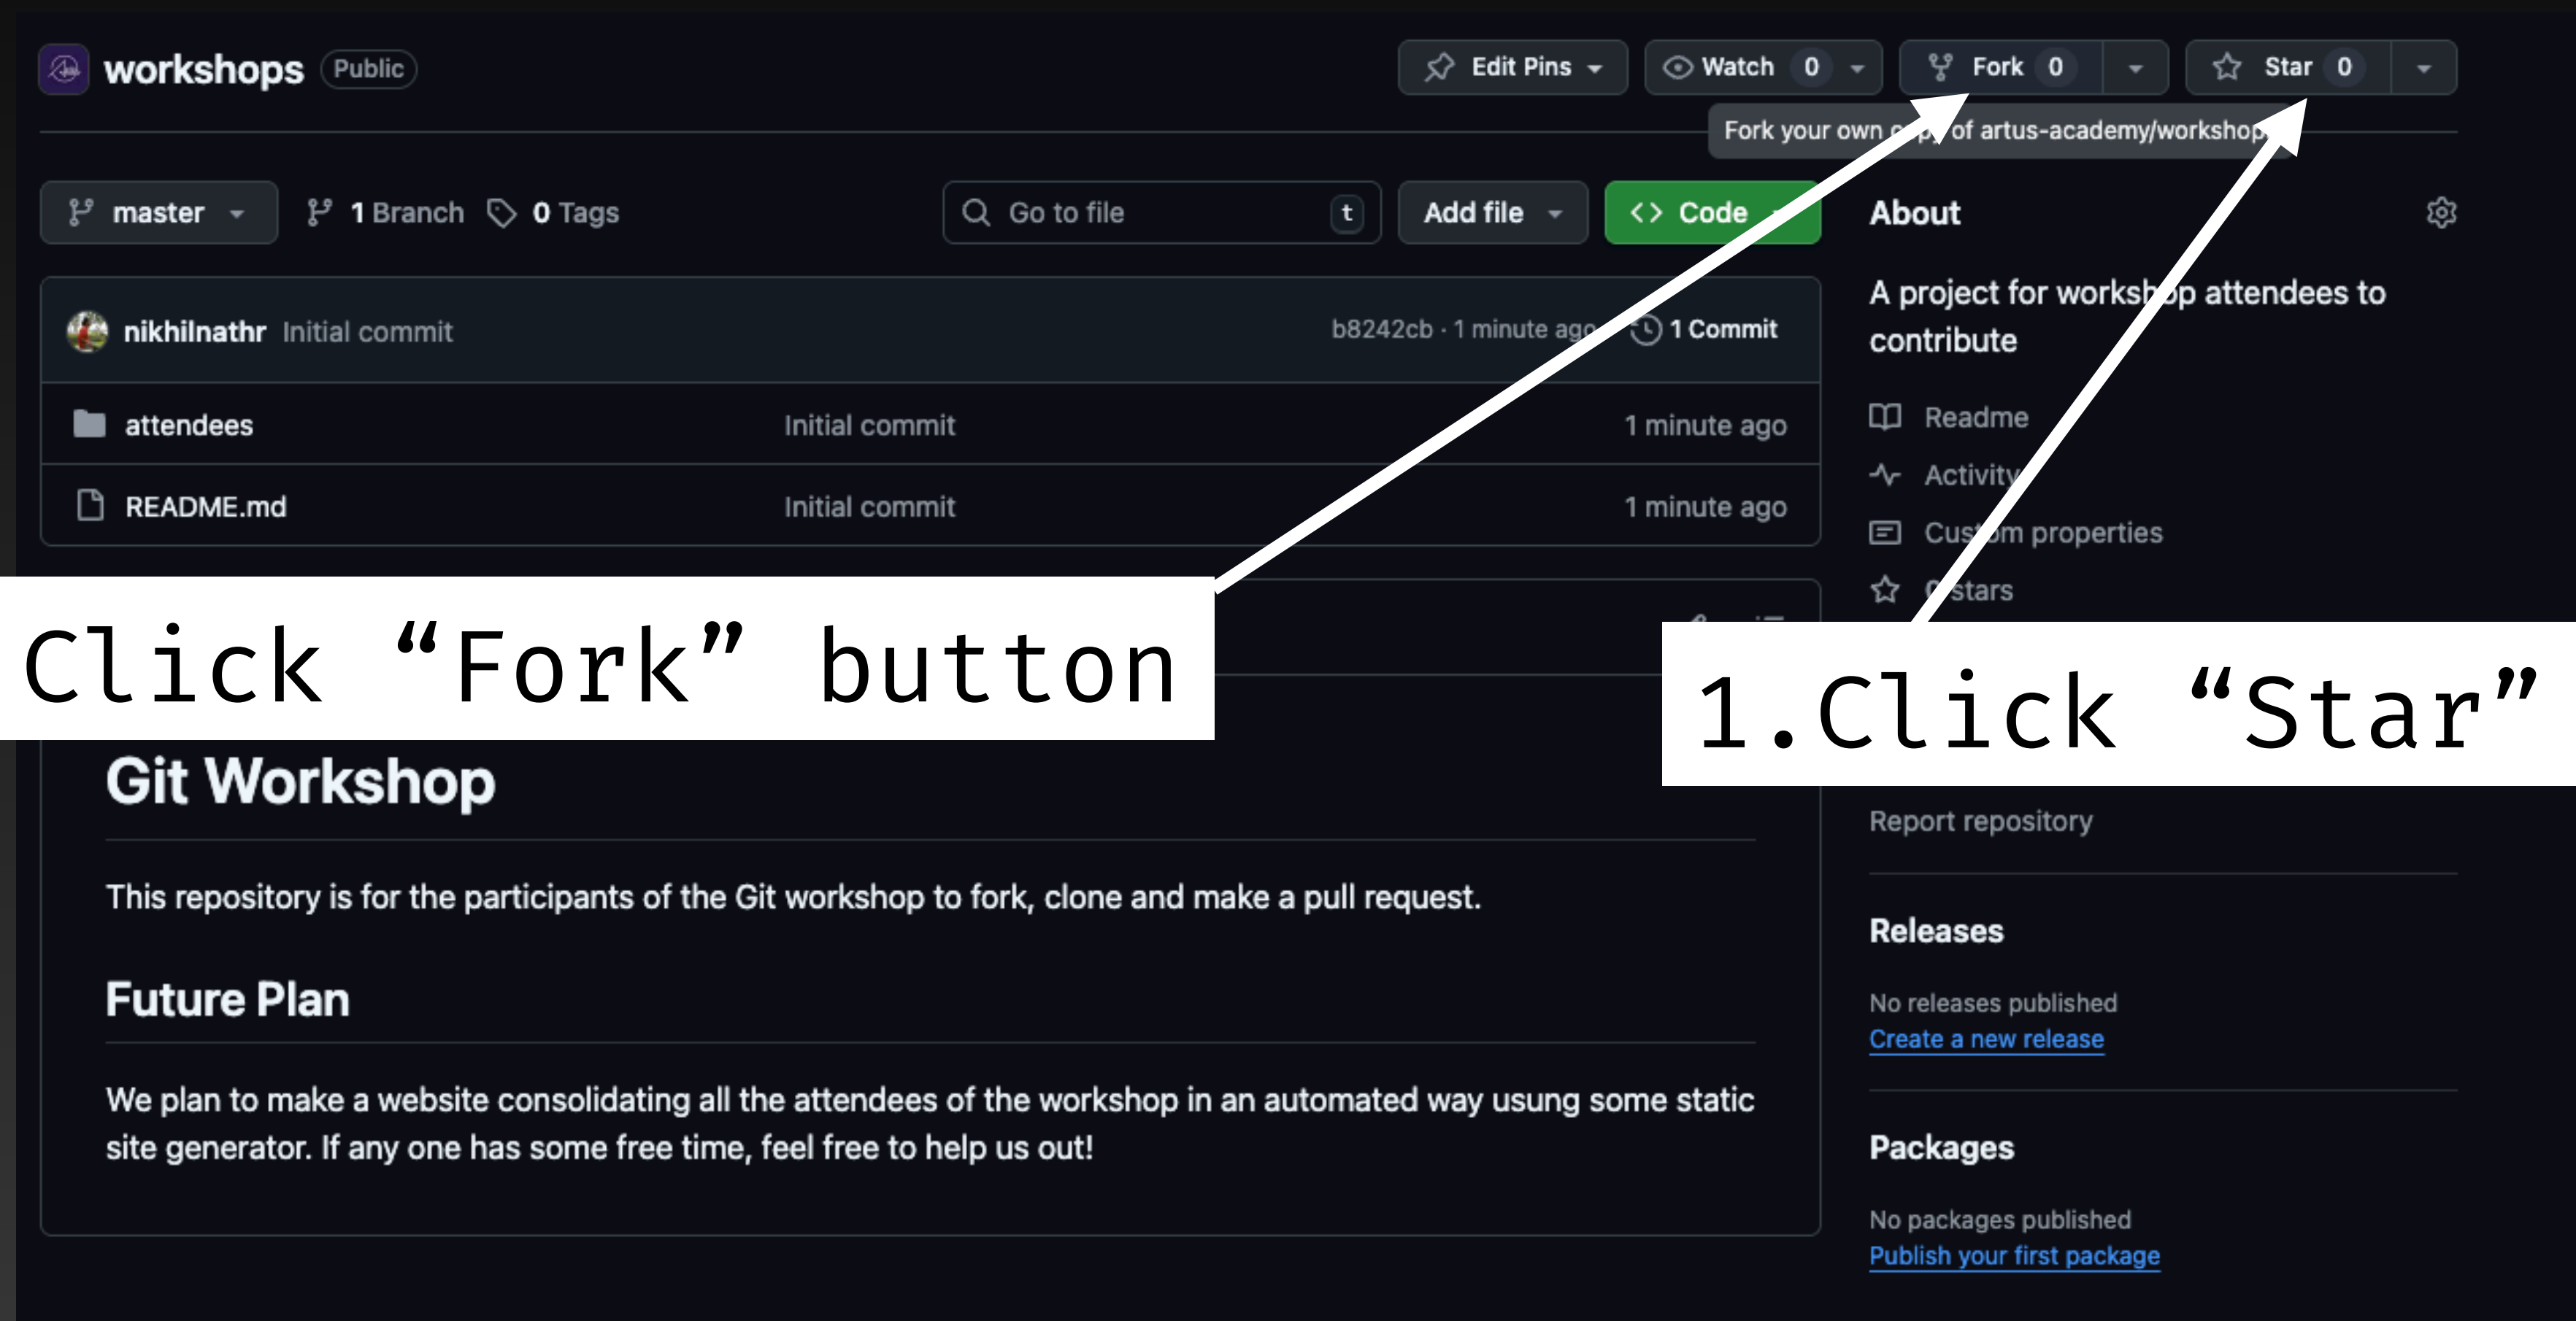 workshops Public Edit Pins Watch 0 Fork 0 Star 0
Fork your own copy of artus-academy/workshops
master 1 Branch 0 Tags Go to file t Add file Code
nikhilnathr Initial commit b8242cb · 1 minute ago 1 Commit
attendees Initial commit 1 minute ago
README.md Initial commit 1 minute ago
Click “Fork” button
Git Workshop
This repository is for the participants of the Git workshop to fork, clone and make a pull request.
Future Plan
We plan to make a website consolidating all the attendees of the workshop in an automated way usung some static
site generator. If any one has some free time, feel free to help us out!
About
A project for workshop attendees to
contribute
Readme
Activity
Custom properties
0 stars
1.Click “Star”
Report repository
Releases
No releases published
Create a new release
Packages
No packages published
Publish your first package